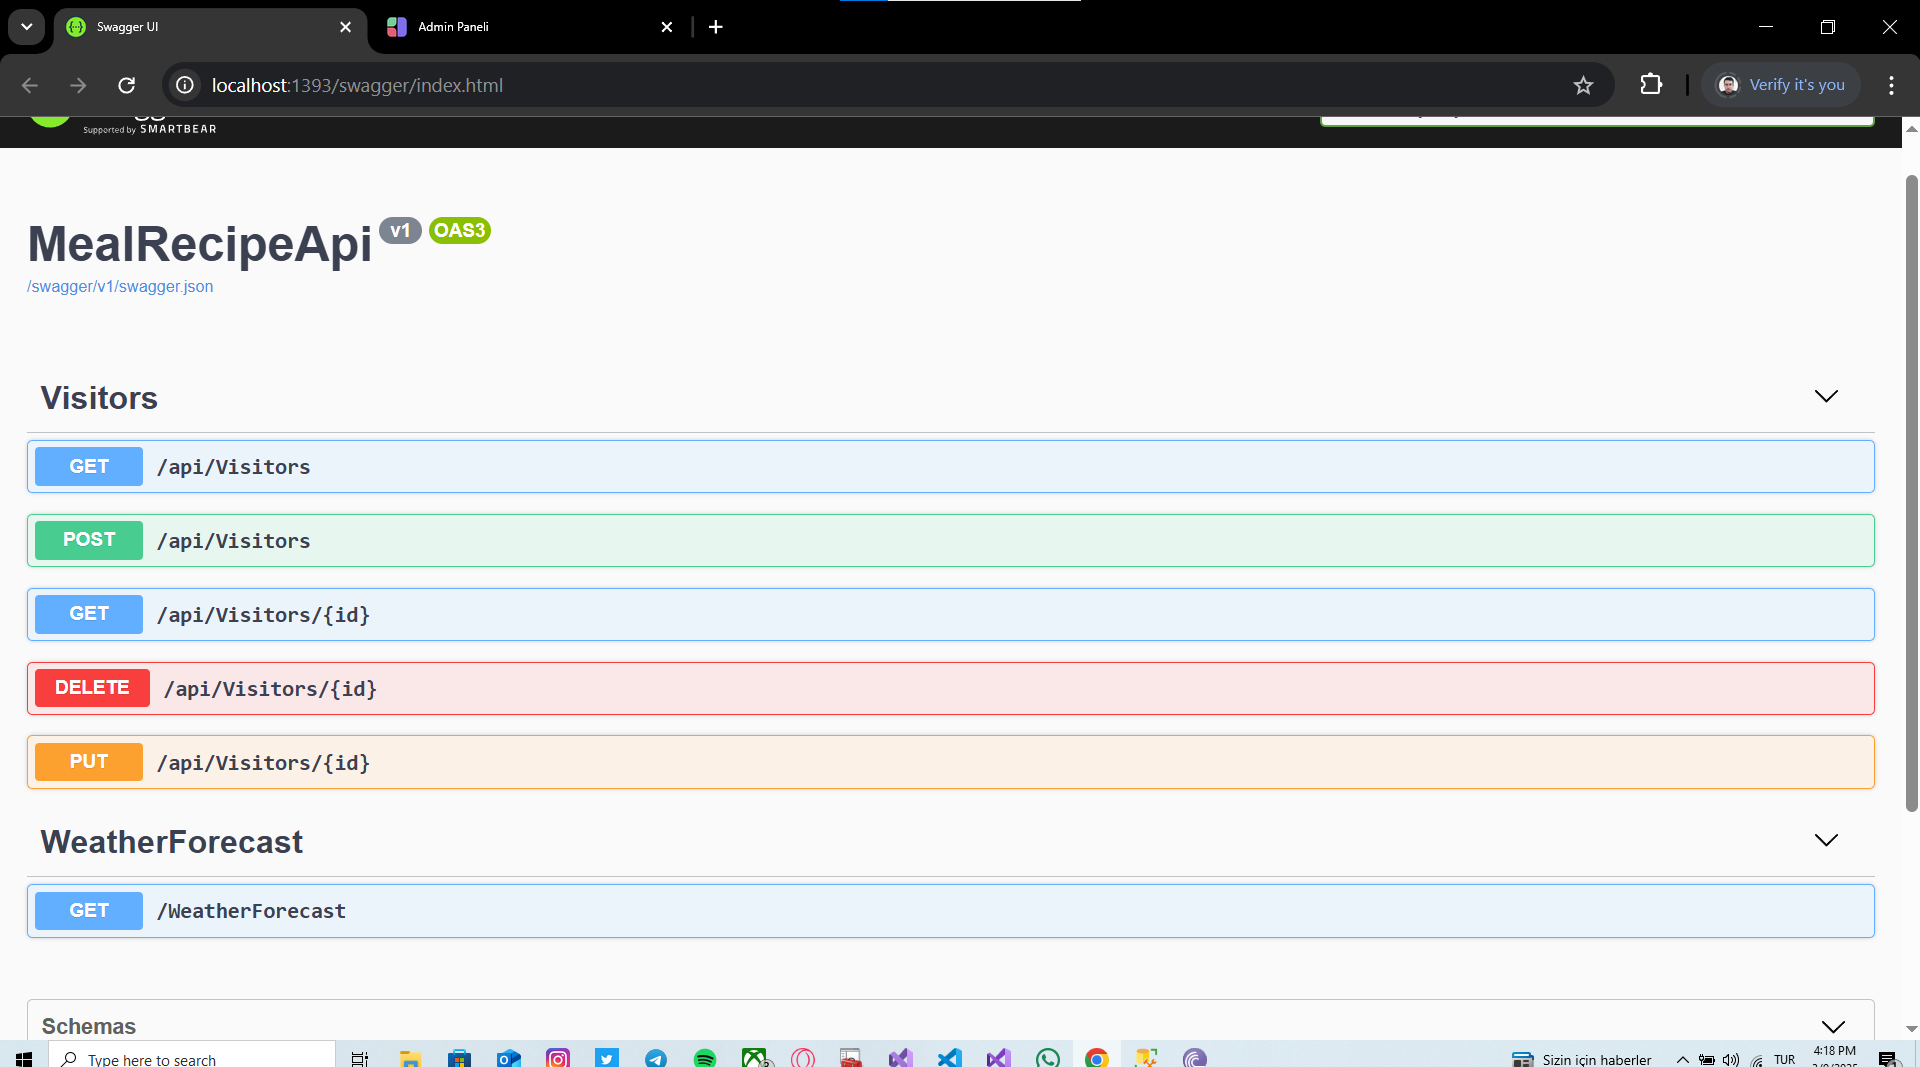 Swagger UI
Admin Paneli
localhost:1393/swagger/index.html
Verify it's you
Supported by SMARTBEAR
MealRecipeApi v1 OAS3
/swagger/v1/swagger.json
Visitors
GET /api/Visitors
POST /api/Visitors
GET /api/Visitors/{id}
DELETE /api/Visitors/{id}
PUT /api/Visitors/{id}
WeatherForecast
GET /WeatherForecast
Schemas
Type here to search
Sizin için haberler
TUR
4:18 PM